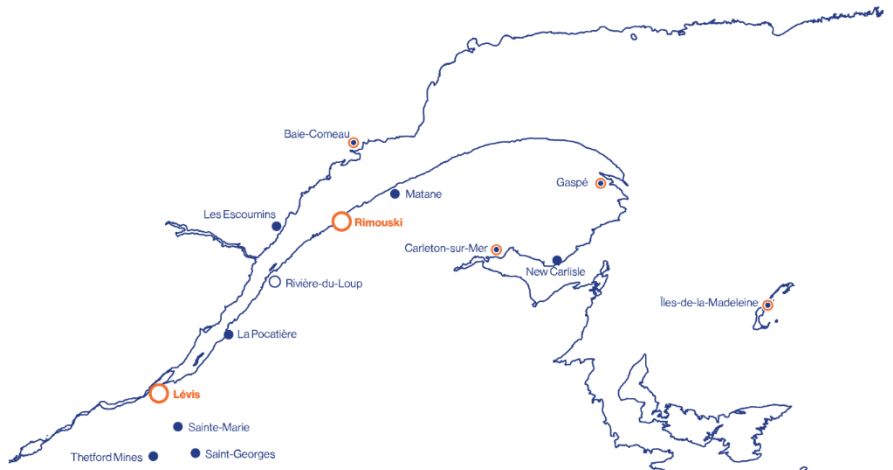 Baie-Comeau
Gaspé
Matane
Les Escoumins
Rimouski
Carleton-sur-Mer
New Carlisle
Rivière-du-Loup
Îles-de-la-Madeleine
La Pocatière
Lévis
Sainte-Marie
Thetford Mines
Saint-Georges